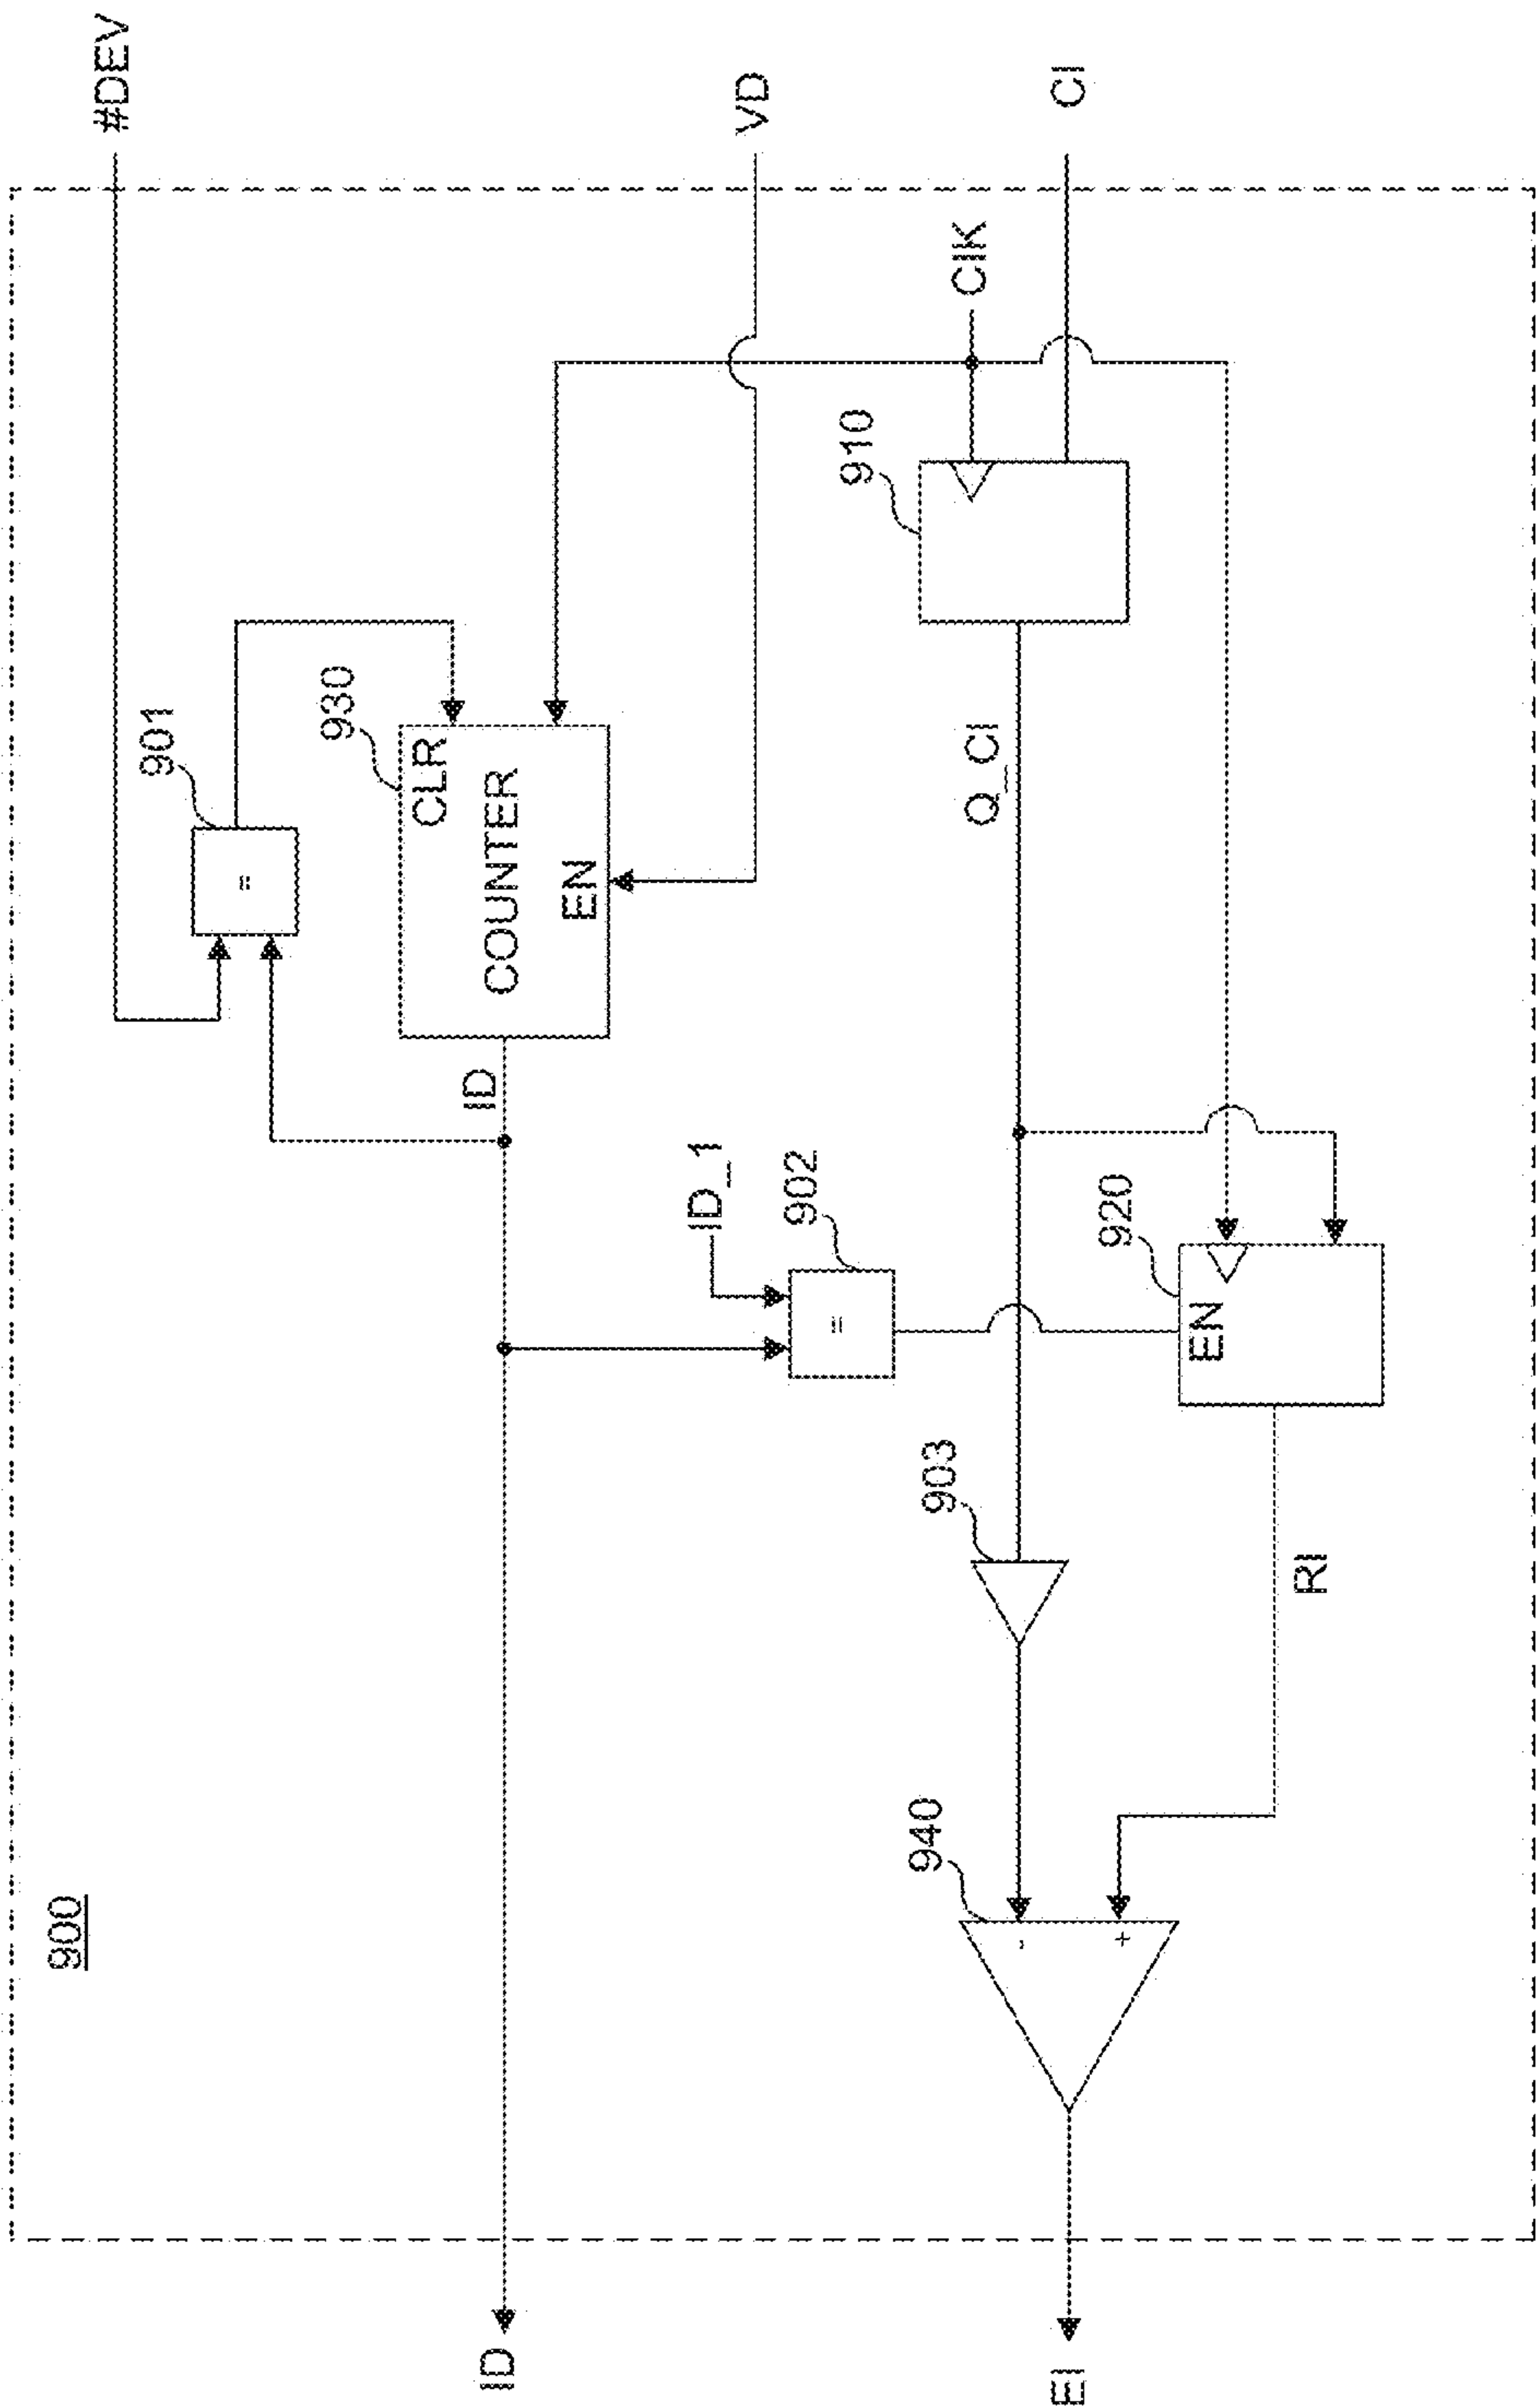 900
#DEV
901
=
930
CLR
COUNTER
EN
ID
ID
VD
ID_1
902
=
910
CIK
903
Q_CI
940
-
+
CI
920
EN
RI
EI